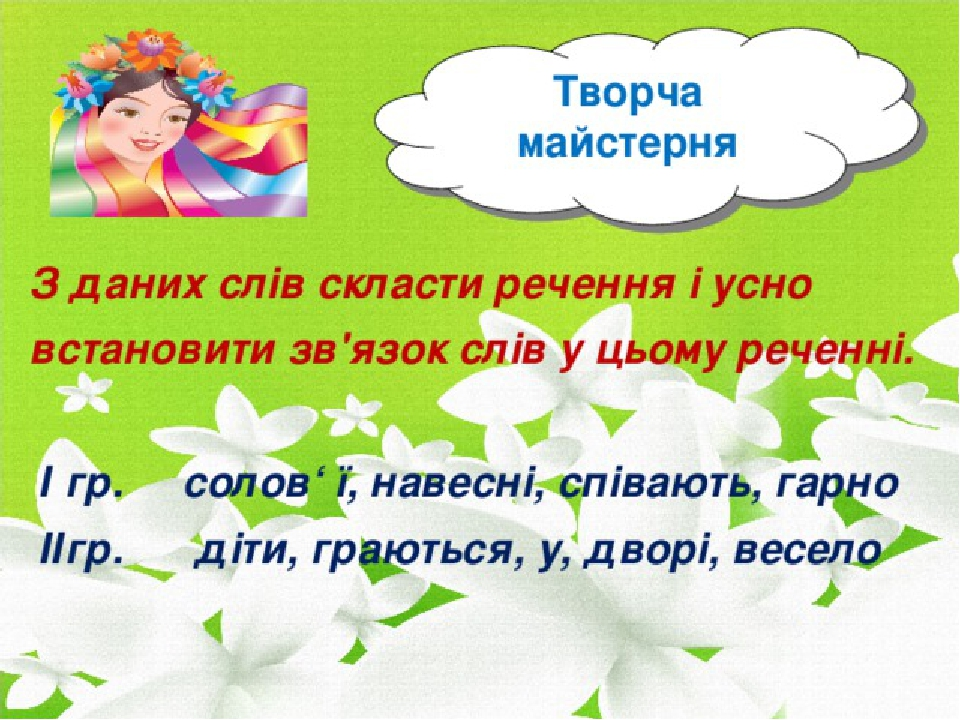 Творча
майстерня
З даних слів скласти речення і усно
встановити зв'язок слів у цьому реченні.
І гр. солов‘ ї, навесні, співають, гарно
ІІгр. діти, граються, у, дворі, весело